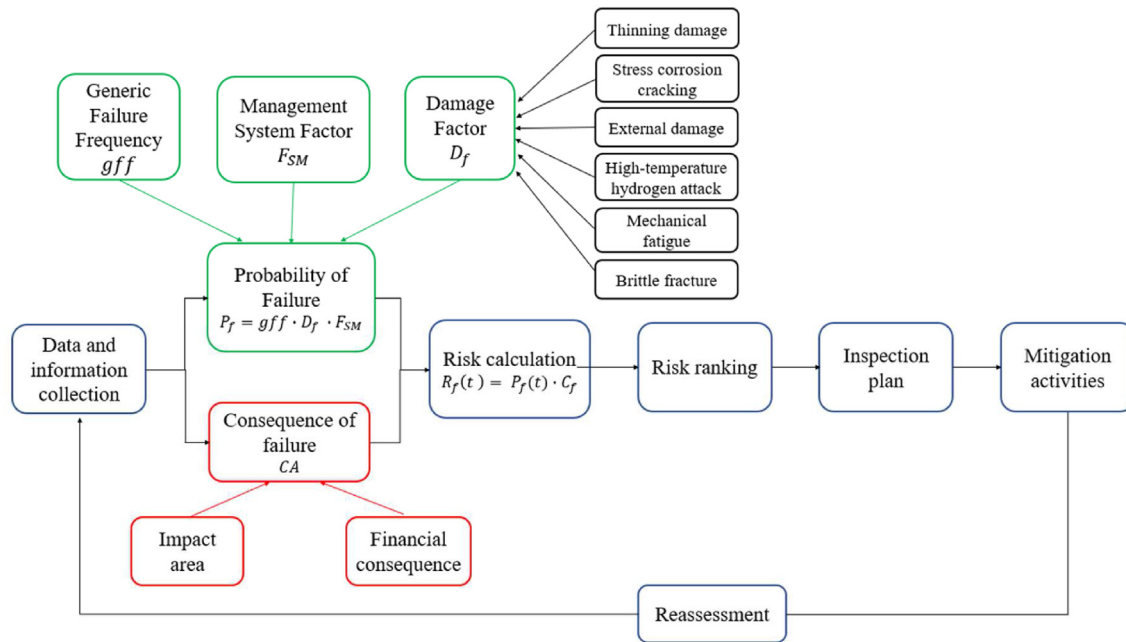 Generic
Failure
Frequency
gff
Management
System Factor
F_SM
Damage
Factor
D_f
Thinning damage
Stress corrosion
cracking
External damage
High-temperature
hydrogen attack
Mechanical
fatigue
Brittle fracture
Probability of
Failure
P_f = gff · D_f · F_SM
Data and
information
collection
Consequence of
failure
CA
Impact
area
Financial
consequence
Risk calculation
R_f(t) = P_f(t) · C_f
Risk ranking
Inspection
plan
Mitigation
activities
Reassessment